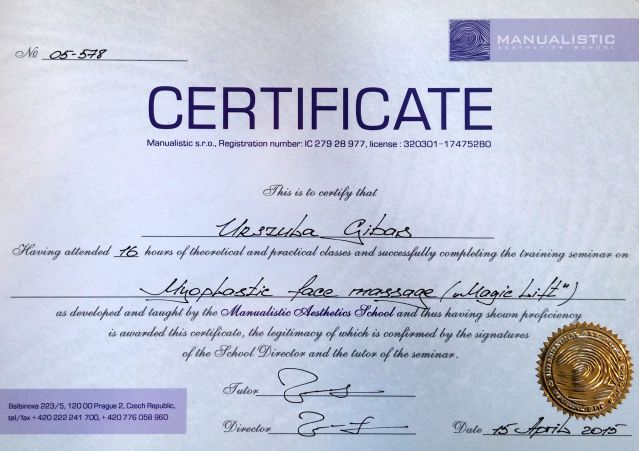 MANUALISTIC
AESTHETICS SCHOOL
№ 05-578
CERTIFICATE
Manualistic s.r.o., Registration number: IC 279 28 977, license : 320301-17475280
This is to certify that
Urszula Gibas
Having attended 16 hours of theoretical and practical classes and successfully completing the training seminar on
Myoplastic face massage („Magic Lift")
as developed and taught by the Manualistic Aesthetics School and thus having shown proficiency
is awarded this certificate, the legitimacy of which is confirmed by the signatures
of the School Director and the tutor of the seminar.
Tutor
Balbinova 223/5, 120 00 Prague 2, Czech Republic,
tel/fax + 420 222 241 700, + 420 776 058 960
Director
Date 15 April 2015